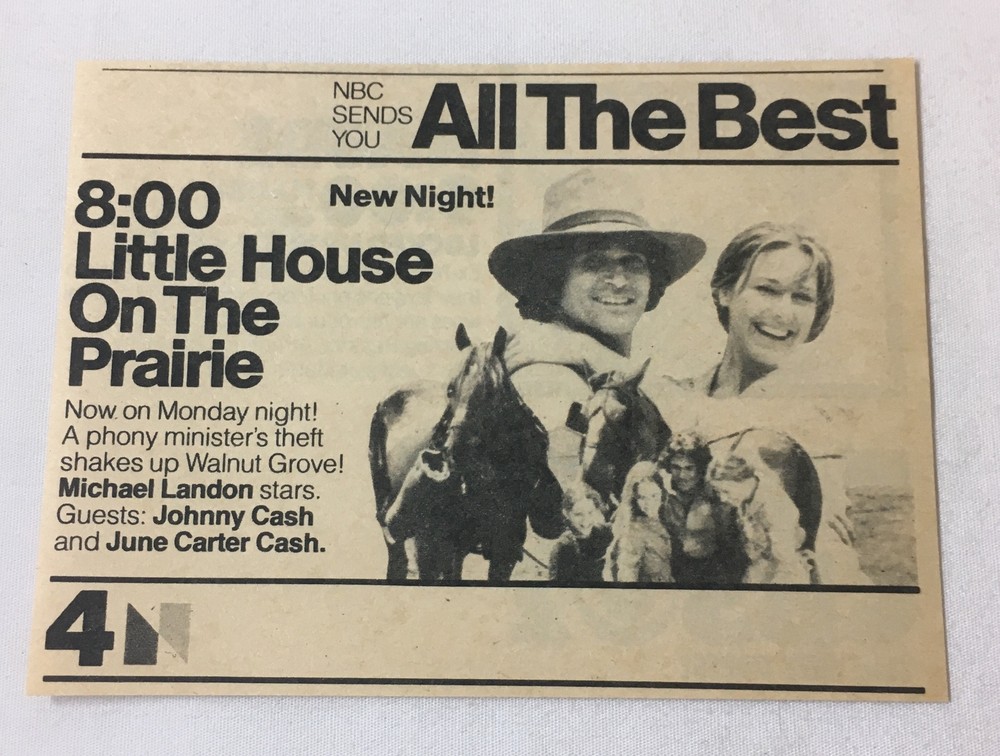 NBC
SENDS
YOU
All The Best
8:00
New Night!
Little House
On The
Prairie
Now on Monday night!
A phony minister's theft
shakes up Walnut Grove!
Michael Landon stars.
Guests: Johnny Cash
and June Carter Cash.
4 N